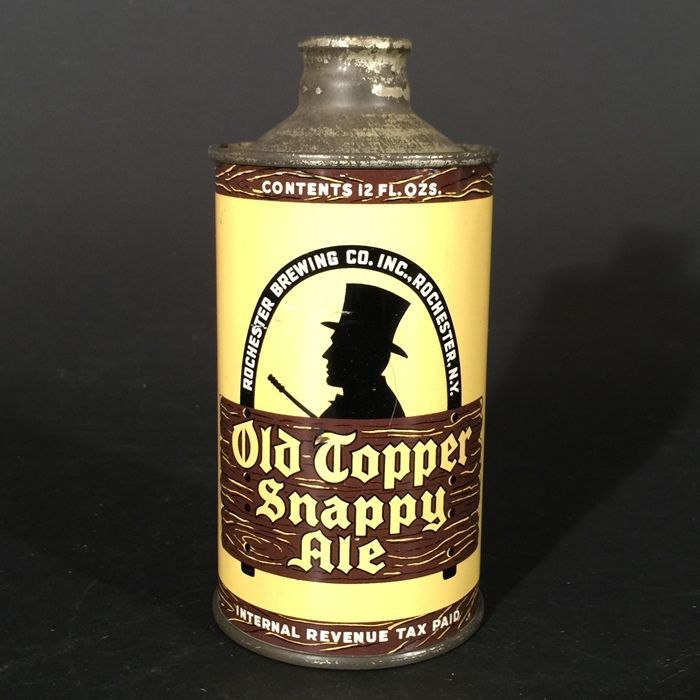 CONTENTS 12 FL. OZS.
ROCHESTER BREWING CO. INC., ROCHESTER, N.Y.
Old Topper
Snappy
Ale
INTERNAL REVENUE TAX PAID